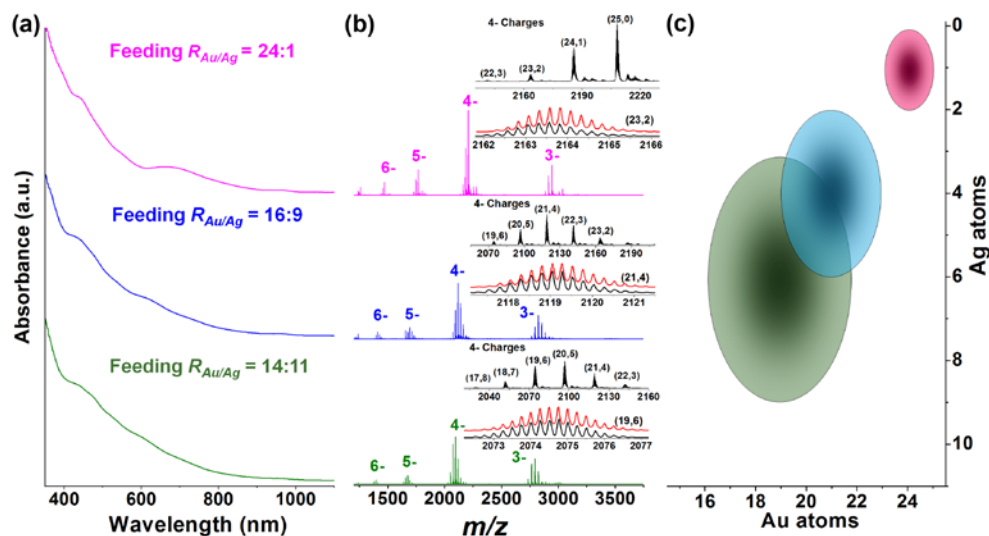 (a)
Feeding R_Au/Ag = 24:1
Feeding R_Au/Ag = 16:9
Feeding R_Au/Ag = 14:11
Absorbance (a.u.)
400 600 800 1000
Wavelength (nm)
(b)
4- Charges
(25,0)
(24,1)
(23,2)
(22,3)
2160 2190 2220
(23,2)
2162 2163 2164 2165 2166
6- 5- 4- 3-
4- Charges
(19,6) (20,5) (21,4) (22,3) (23,2)
2070 2100 2130 2160 2190
(21,4)
2118 2119 2120 2121
6- 5- 4- 3-
4- Charges
(17,8) (18,7) (19,6) (20,5) (21,4) (22,3)
2040 2070 2100 2130 2160
(19,6)
2073 2074 2075 2076 2077
6- 5- 4- 3-
1500 2000 2500 3000 3500
m/z
(c)
0
2
4
6
8
10
Ag atoms
16 18 20 22 24
Au atoms